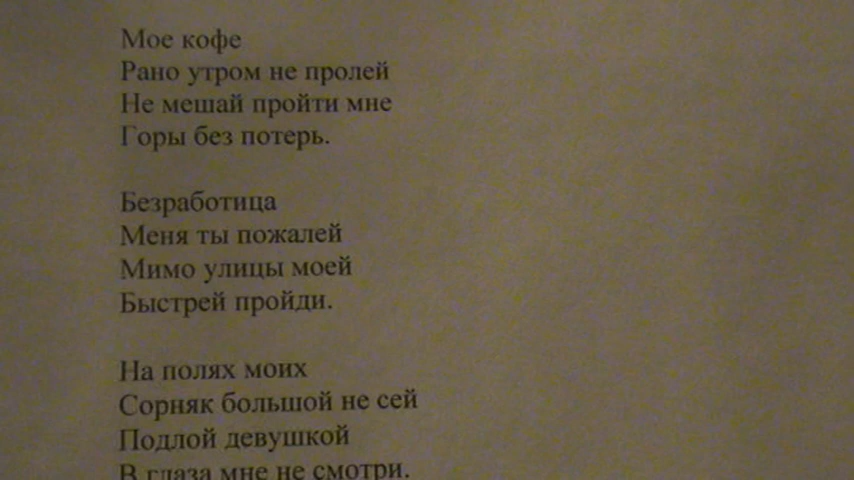 Мое кофе
Рано утром не пролей
Не мешай пройти мне
Горы без потерь.
Безработица
Меня ты пожалей
Мимо улицы моей
Быстрей пройди.
На полях моих
Сорняк большой не сей
Подлой девушкой
В глаза мне не смотри.